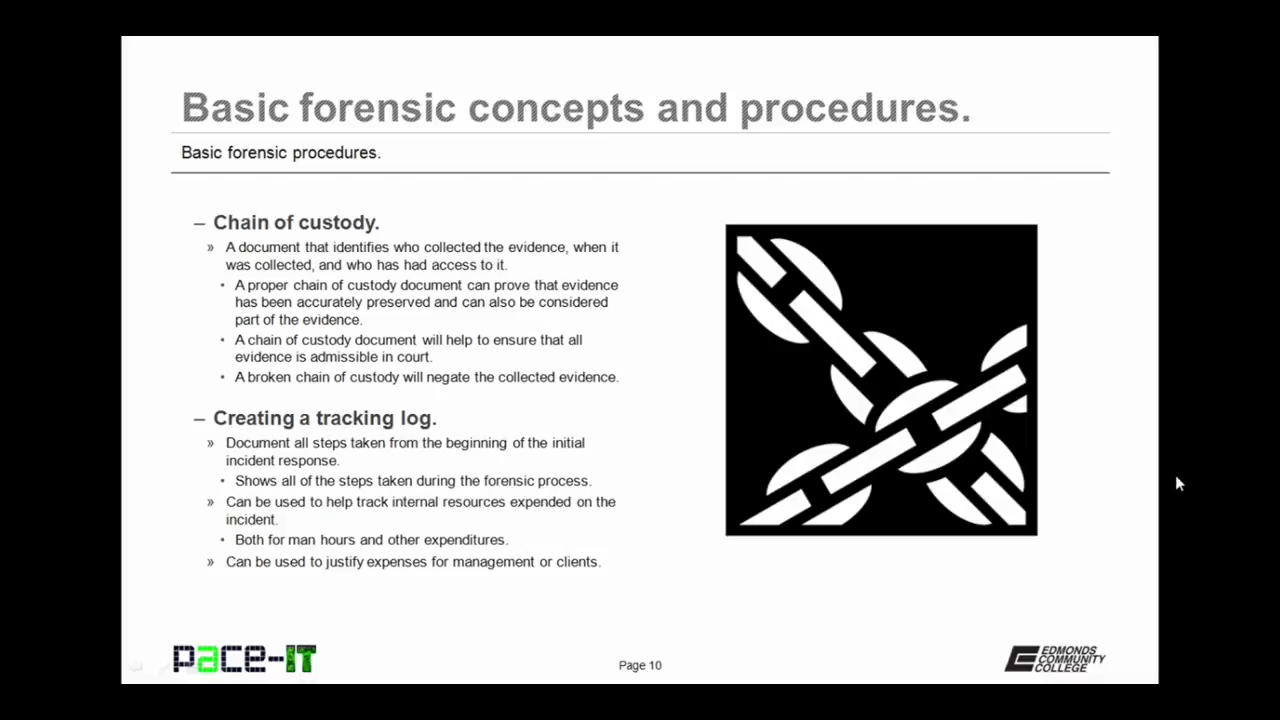 Basic forensic concepts and procedures.
Basic forensic procedures.
– Chain of custody.
» A document that identifies who collected the evidence, when it
was collected, and who has had access to it.
• A proper chain of custody document can prove that evidence
has been accurately preserved and can also be considered
part of the evidence.
• A chain of custody document will help to ensure that all
evidence is admissible in court.
• A broken chain of custody will negate the collected evidence.
– Creating a tracking log.
» Document all steps taken from the beginning of the initial
incident response.
• Shows all of the steps taken during the forensic process.
» Can be used to help track internal resources expended on the
incident.
• Both for man hours and other expenditures.
» Can be used to justify expenses for management or clients.
pace-IT
Page 10
EDMONDS
COMMUNITY
COLLEGE